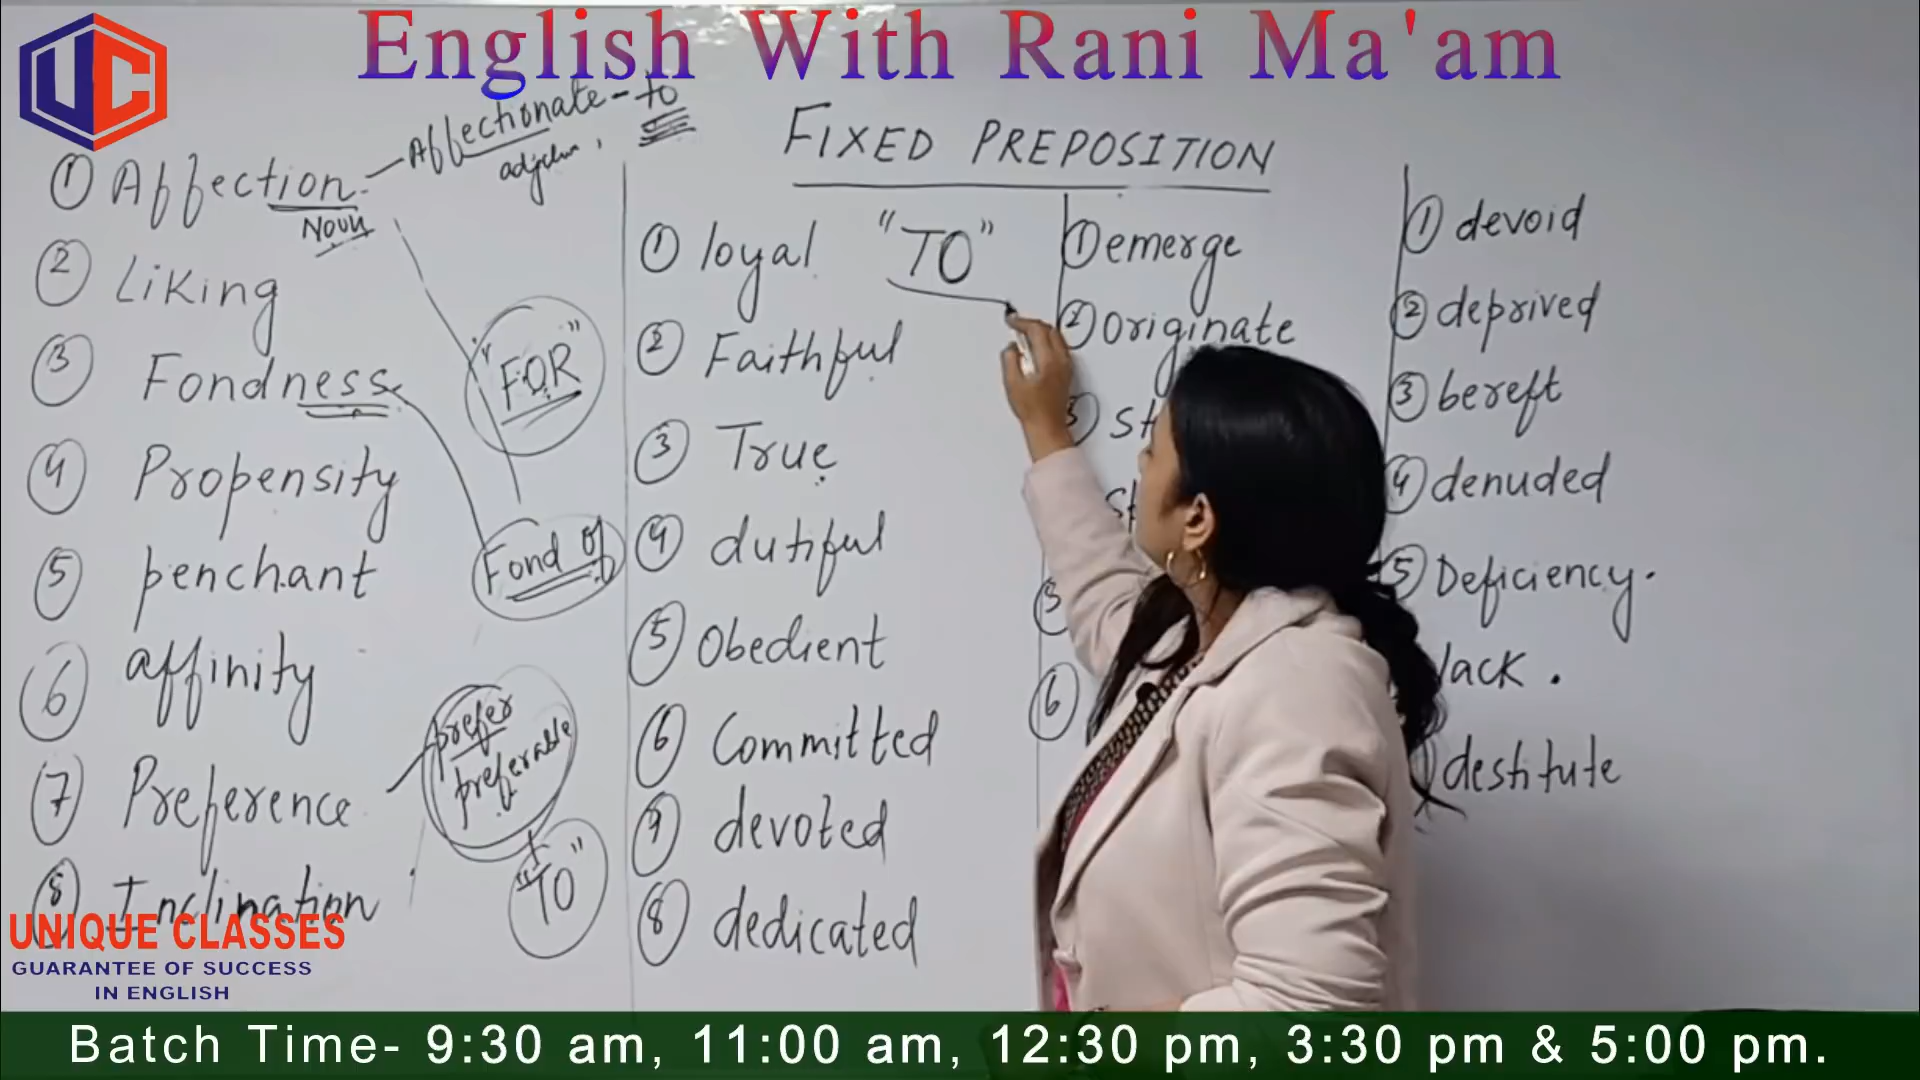 English With Rani Ma'am
UC
FIXED PREPOSITION
① Affection - Affectionate - to
Noun
② Liking
③ Fondness
④ Propensity
⑤ penchant
⑥ affinity
⑦ Preference
⑧ Inclination
"FOR"
Fond of
prefer
preferable
+
"TO"
① loyal "TO"
② Faithful
③ True
④ dutiful
⑤ Obedient
⑥ Committed
devoted
⑧ dedicated
① emerge
② Originate
St
St
⑥
① devoid
② deprived
③ bereft
④ denuded
⑤ Deficiency.
lack.
destitute
UNIQUE CLASSES
GUARANTEE OF SUCCESS
IN ENGLISH
Batch Time- 9:30 am, 11:00 am, 12:30 pm, 3:30 pm & 5:00 pm.